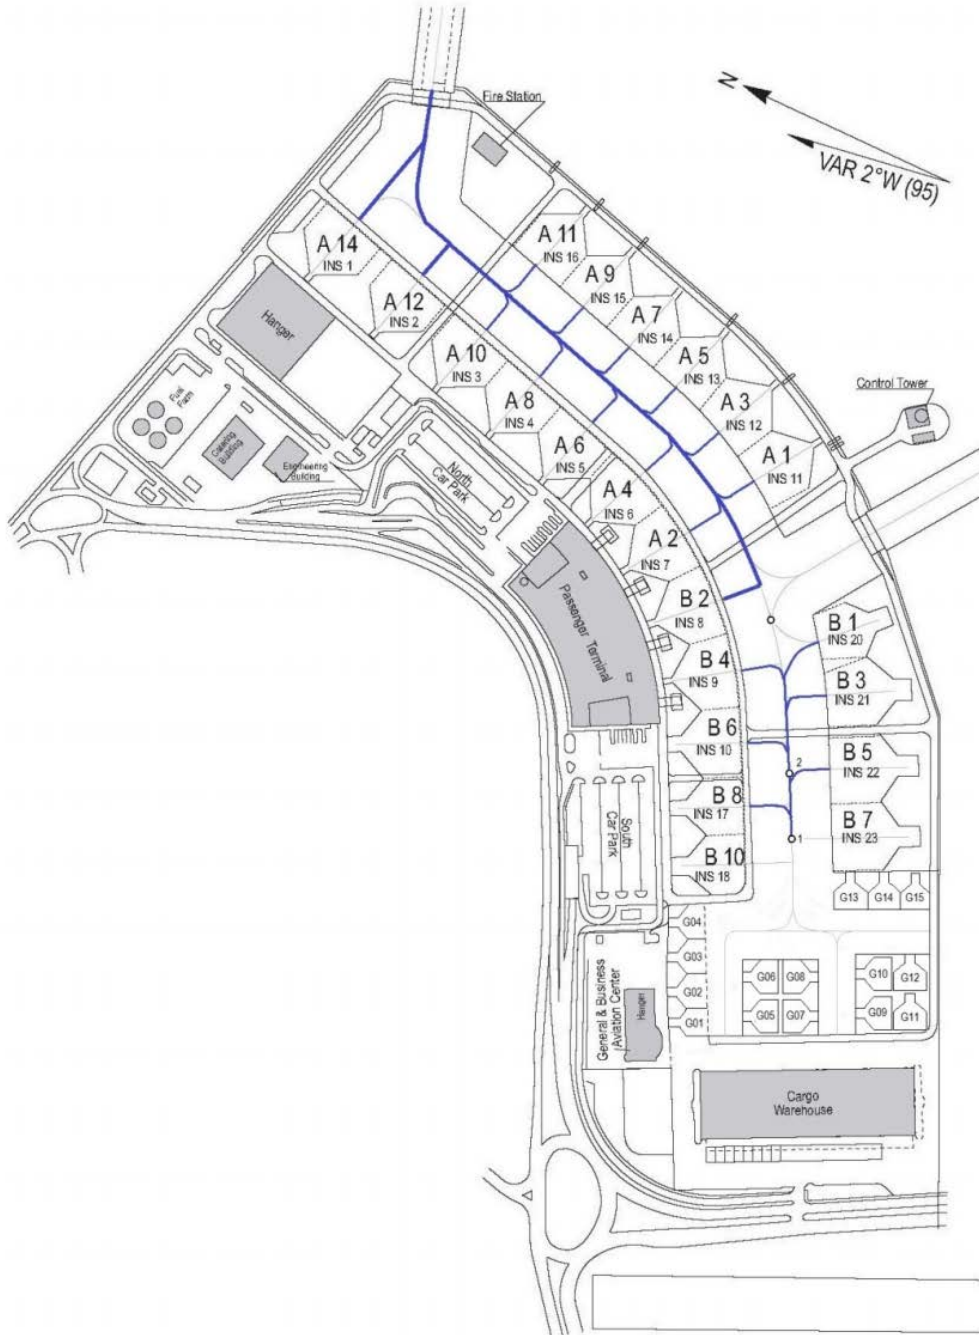 Fire Station
N
VAR 2°W (95)
A 14
INS 1
A 12
INS 2
A 10
INS 3
A 8
INS 4
A 6
INS 5
A 4
INS 6
A 2
INS 7
A 11
INS 16
A 9
INS 15
A 7
INS 14
A 5
INS 13
A 3
INS 12
A 1
INS 11
Control Tower
Hanger
Fuel
Farm
Catering
Building
Engineering
Building
North
Car Park
Passenger Terminal
B 2
INS 8
B 4
INS 9
B 6
INS 10
B 8
INS 17
B 10
INS 18
B 1
INS 20
B 3
INS 21
B 5
INS 22
B 7
INS 23
2
1
South
Car Park
G13
G14
G15
G04
G03
G02
G01
G06
G08
G05
G07
G10
G12
G09
G11
General & Business
Aviation Center
Hanger
Cargo
Warehouse